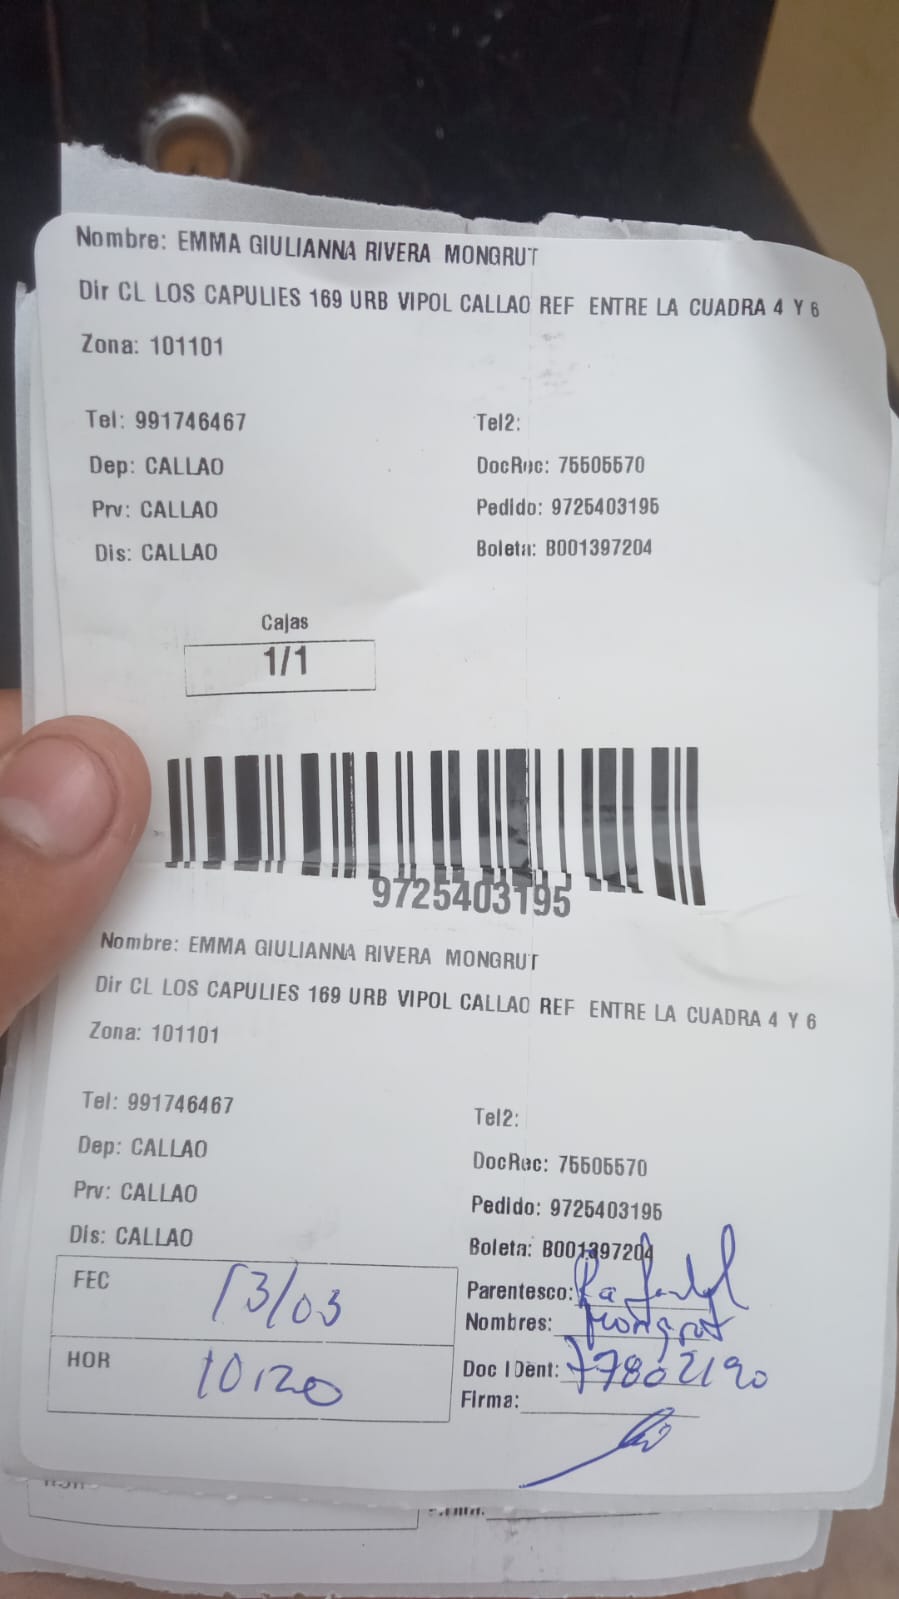 Nombre: EMMA GIULIANNA RIVERA MONGRUT
Dir CL LOS CAPULIES 169 URB VIPOL CALLAO REF ENTRE LA CUADRA 4 Y 6
Zona: 101101
Tel: 991746467 Tel2:
Dep: CALLAO DocRec: 75505570
Prv: CALLAO Pedido: 9725403195
Dis: CALLAO Boleta: B001397204
Cajas
1/1
9725403195
Nombre: EMMA GIULIANNA RIVERA MONGRUT
Dir CL LOS CAPULIES 169 URB VIPOL CALLAO REF ENTRE LA CUADRA 4 Y 6
Zona: 101101
Tel: 991746467 Tel2:
Dep: CALLAO DocRec: 75505570
Prv: CALLAO Pedido: 9725403195
Dis: CALLAO Boleta: B001397204
FEC 13/03 Parentesco:
Nombres: Mongrut
HOR 10:20 Doc IDent: 77802190
Firma: